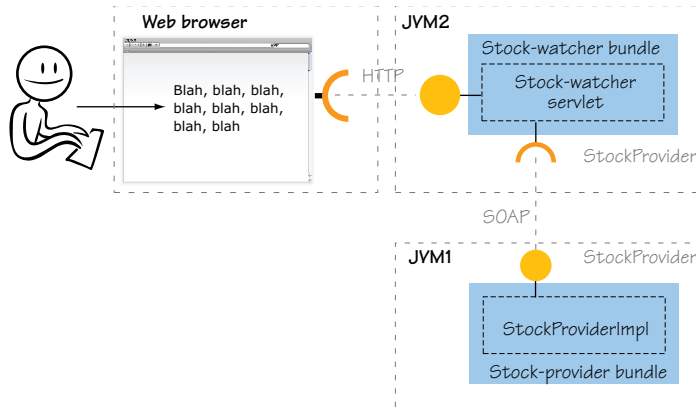 Web browser
Blah, blah, blah,
blah, blah, blah,
blah, blah
HTTP
JVM2
Stock-watcher bundle
Stock-watcher
servlet
StockProvider
SOAP
JVM1
StockProvider
StockProviderImpl
Stock-provider bundle